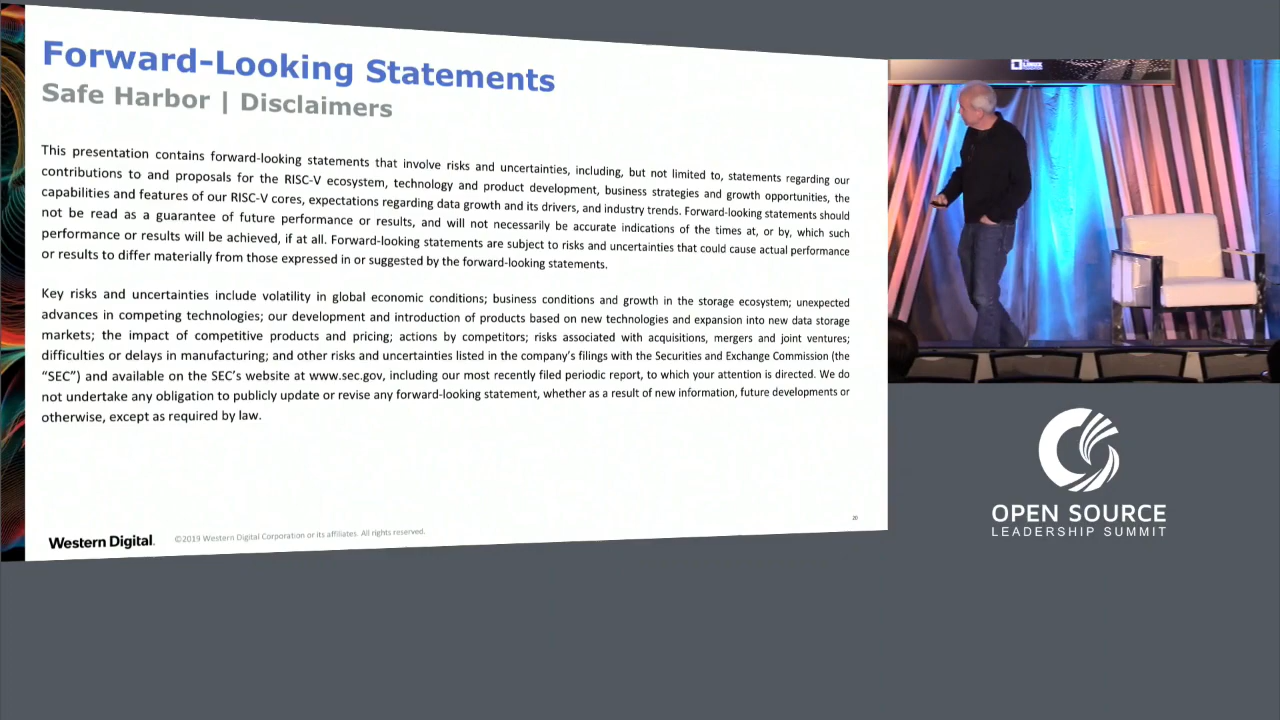 Forward-Looking Statements
Safe Harbor | Disclaimers
This presentation contains forward-looking statements that involve risks and uncertainties, including, but not limited to, statements regarding our
contributions to and proposals for the RISC-V ecosystem, technology and product development, business strategies and growth opportunities, the
capabilities and features of our RISC-V cores, expectations regarding data growth and its drivers, and industry trends. Forward-looking statements should
not be read as a guarantee of future performance or results, and will not necessarily be accurate indications of the times at, or by, which such
performance or results will be achieved, if at all. Forward-looking statements are subject to risks and uncertainties that could cause actual performance
or results to differ materially from those expressed in or suggested by the forward-looking statements.
Key risks and uncertainties include volatility in global economic conditions; business conditions and growth in the storage ecosystem; unexpected
advances in competing technologies; our development and introduction of products based on new technologies and expansion into new data storage
markets; the impact of competitive products and pricing; actions by competitors; risks associated with acquisitions, mergers and joint ventures;
difficulties or delays in manufacturing; and other risks and uncertainties listed in the company's filings with the Securities and Exchange Commission (the
“SEC”) and available on the SEC's website at www.sec.gov, including our most recently filed periodic report, to which your attention is directed. We do
not undertake any obligation to publicly update or revise any forward-looking statement, whether as a result of new information, future developments or
otherwise, except as required by law.
20
Western Digital.
©2019 Western Digital Corporation or its affiliates. All rights reserved.
LINUX
OPEN SOURCE
LEADERSHIP SUMMIT